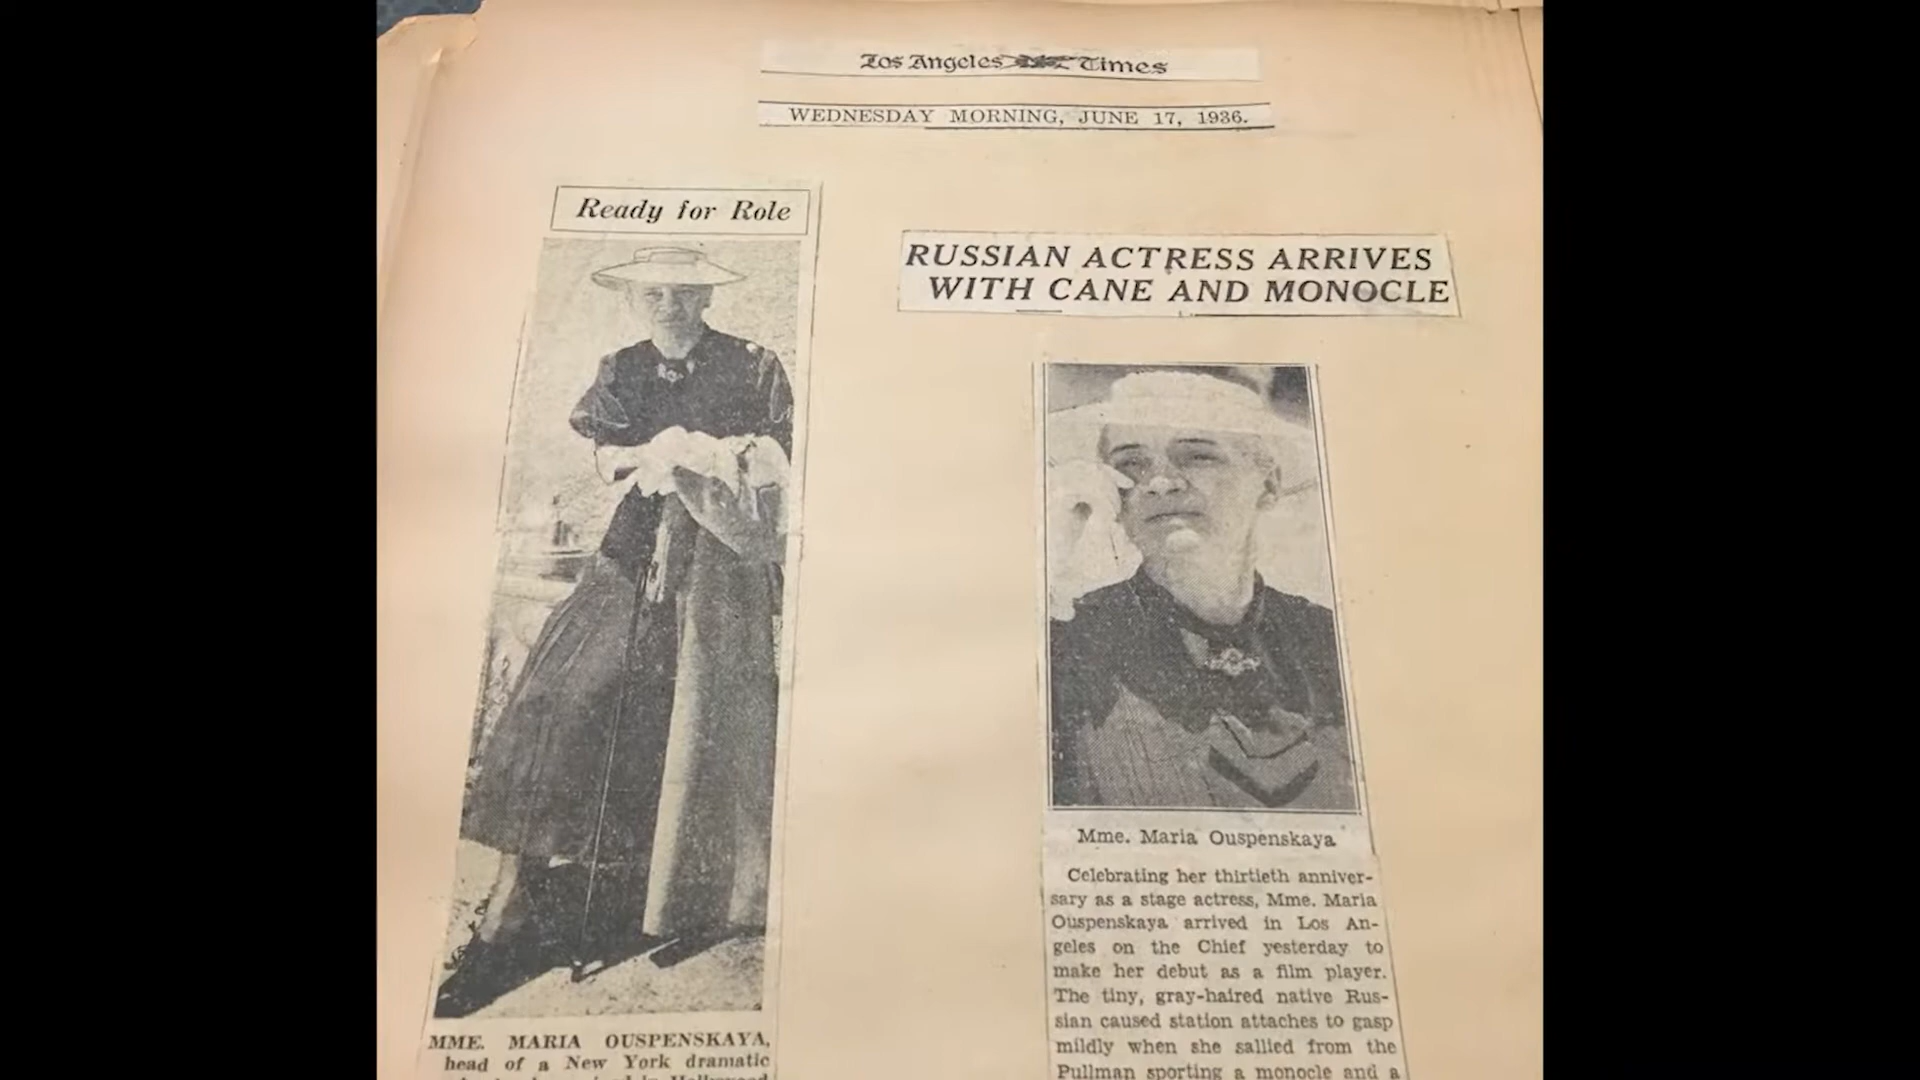 Los Angeles Times
WEDNESDAY MORNING, JUNE 17, 1936.
Ready for Role
MME. MARIA OUSPENSKAYA,
head of a New York dramatic
RUSSIAN ACTRESS ARRIVES
WITH CANE AND MONOCLE
Mme. Maria Ouspenskaya
Celebrating her thirtieth anniver-
sary as a stage actress, Mme. Maria
Ouspenskaya arrived in Los An-
geles on the Chief yesterday to
make her debut as a film player.
The tiny, gray-haired native Rus-
sian caused station attaches to gasp
mildly when she sallied from the
Pullman sporting a monocle and a